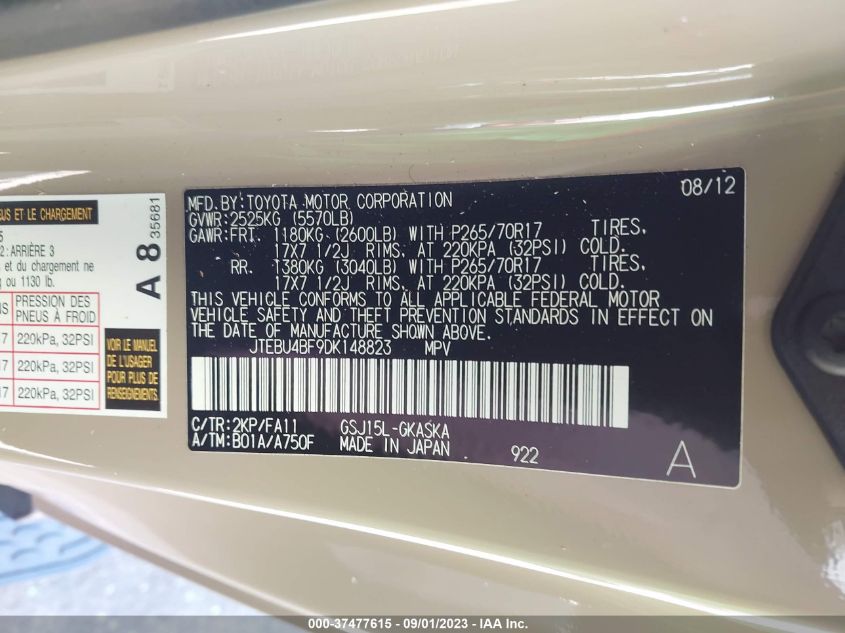 US ET LE CHARGEMENT
5
2: ARRIÈRE 3
et du chargement ne
ou 1130 lb.
PRESSION DES
PNEUS À FROID
17 220kPa, 32PSI
17 220kPa, 32PSI
17 220kPa, 32PSI
A 8 35681
VOIR LE MANUEL
DE L'USAGER
POUR PLUS DE
RENSEIGNEMENTS.
MFD.BY:TOYOTA MOTOR CORPORATION 08/12
GVWR:2525KG (5570LB)
GAWR:FRT. 1180KG (2600LB) WITH P265/70R17 TIRES,
17X7 1/2J RIMS, AT 220KPA (32PSI) COLD.
RR. 1380KG (3040LB) WITH P265/70R17 TIRES,
17X7 1/2J RIMS, AT 220KPA (32PSI) COLD.
THIS VEHICLE CONFORMS TO ALL APPLICABLE FEDERAL MOTOR
VEHICLE SAFETY AND THEFT PREVENTION STANDARDS IN EFFECT ON
THE DATE OF MANUFACTURE SHOWN ABOVE.
JTEBU4BF9DK148823 MPV
C/TR:2KP/FA11 GSJ15L-GKASKA
A/TM:B01A/A750F MADE IN JAPAN 922 A
000-37477615 - 09/01/2023 - IAA Inc.